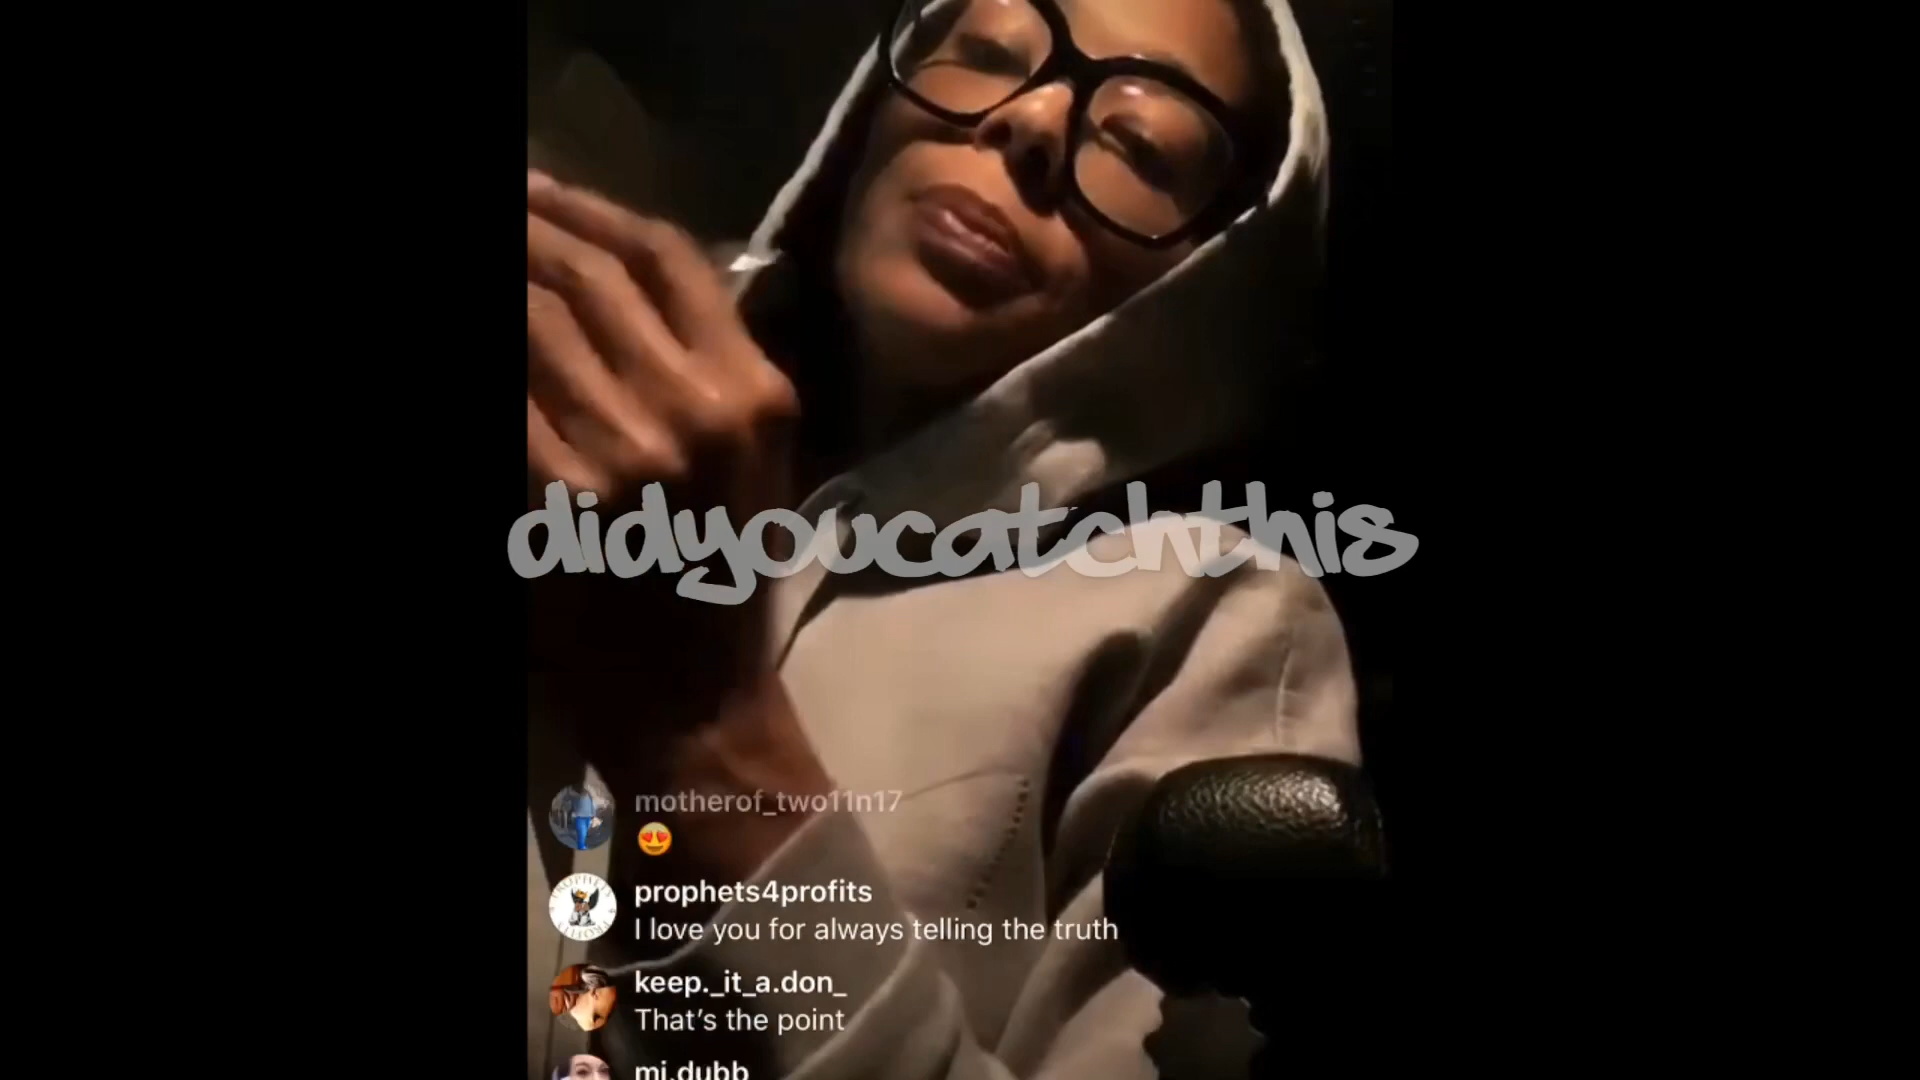 didyoucatchthis
motherof_two11n17
😍
prophets4profits
I love you for always telling the truth
keep._it_a.don_
That's the point
mi.dubb